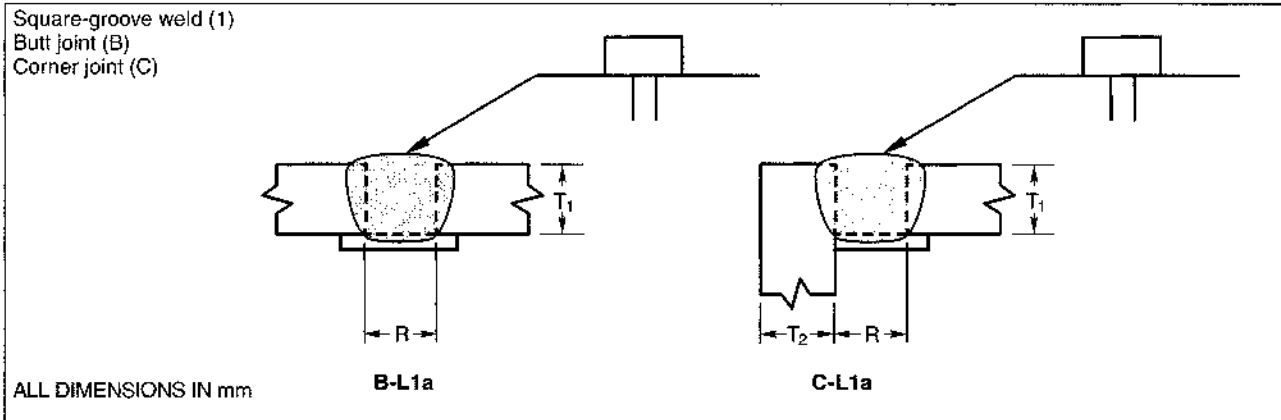 Square-groove weld (1)
Butt joint (B)
Corner joint (C)
T1
T1
R
T2
R
B-L1a
C-L1a
ALL DIMENSIONS IN mm